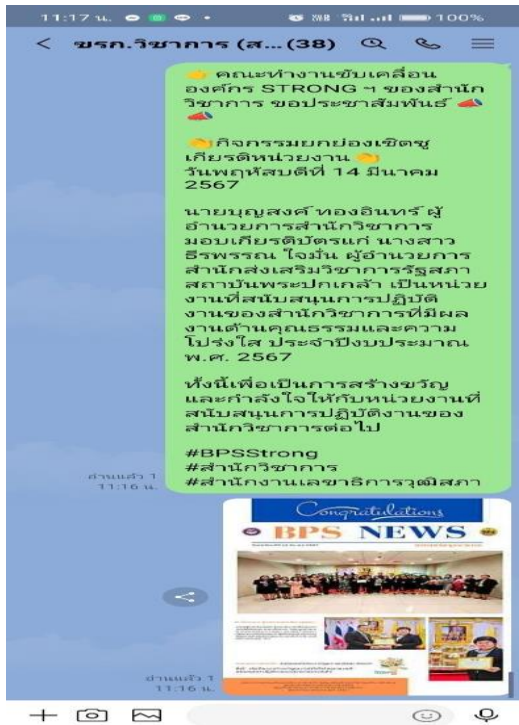 11:17 น.
100%
ขรก.วิชาการ (ส...(38)
คณะทำงานขับเคลื่อน
องค์กร STRONG ฯ ของสำนัก
วิชาการ ขอประชาสัมพันธ์
กิจกรรมยกย่องเชิดชู
เกียรติหน่วยงาน
วันพฤหัสบดีที่ 14 มีนาคม
2567
นายบุญสงค์ ทองอินทร์ ผู้
อำนวยการสำนักวิชาการ
มอบเกียรติบัตรแก่ นางสาว
ธีรพรรณ ใจมั่น ผู้อำนวยการ
สำนักส่งเสริมวิชาการรัฐสภา
สถาบันพระปกเกล้า เป็นหน่วย
งานที่สนับสนุนการปฏิบัติ
งานของสำนักวิชาการที่มีผล
งานด้านคุณธรรมและความ
โปร่งใส ประจำปีงบประมาณ
พ.ศ. 2567
ทั้งนี้เพื่อเป็นการสร้างขวัญ
และกำลังใจให้กับหน่วยงานที่
สนับสนุนการปฏิบัติงานของ
สำนักวิชาการต่อไป
#BPSStrong
#สำนักวิชาการ
#สำนักงานเลขาธิการวุฒิสภา
อ่านแล้ว 1
11:16 น.
Congratulations
BPS NEWS
อ่านแล้ว 1
11:16 น.